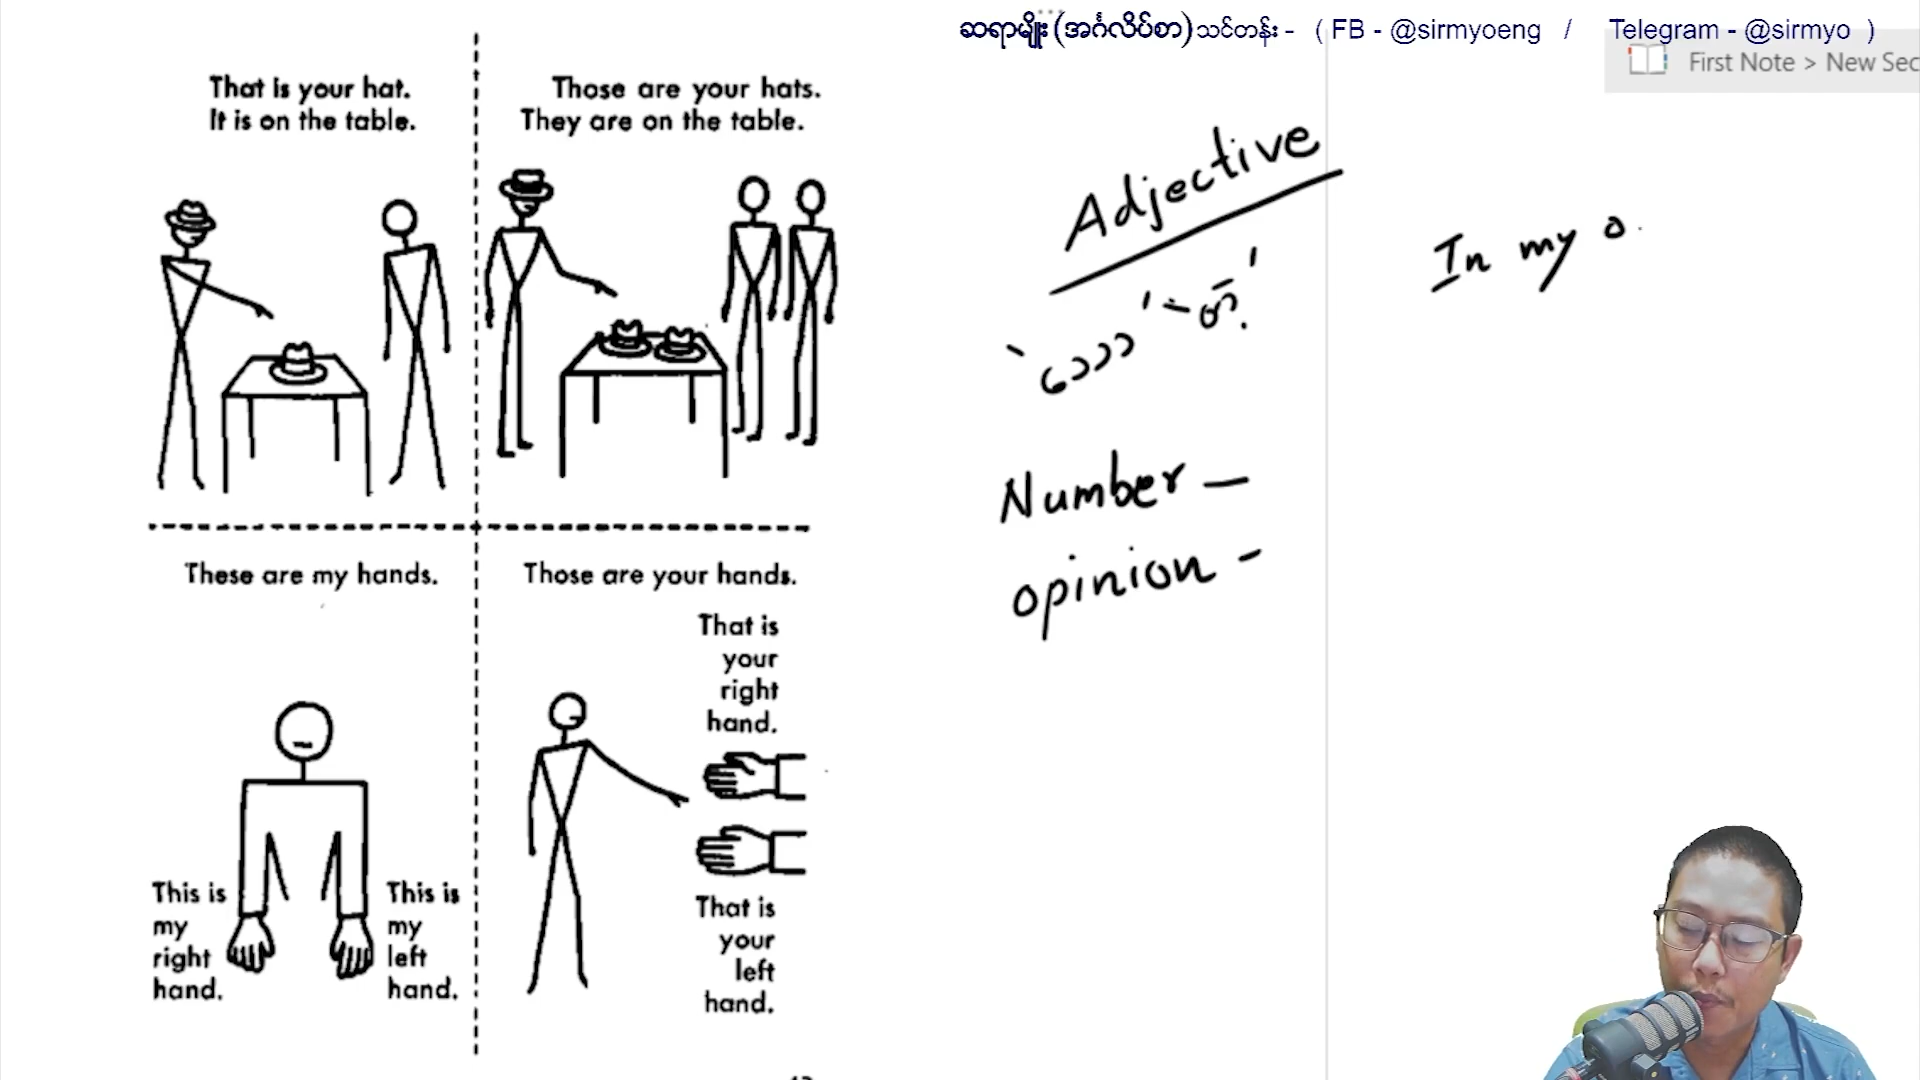 ဆရာမျိုး (အင်္ဂလိပ်စာ) သင်တန်း - ( FB - @sirmyoeng / Telegram - @sirmyo )
First Note > New Sec
That is your hat.
It is on the table.
Those are your hats.
They are on the table.
These are my hands.
This is
my
right
hand.
This is
my
left
hand.
Those are your hands.
That is
your
right
hand.
That is
your
left
hand.
Adjective
Number -
opinion -
In my o